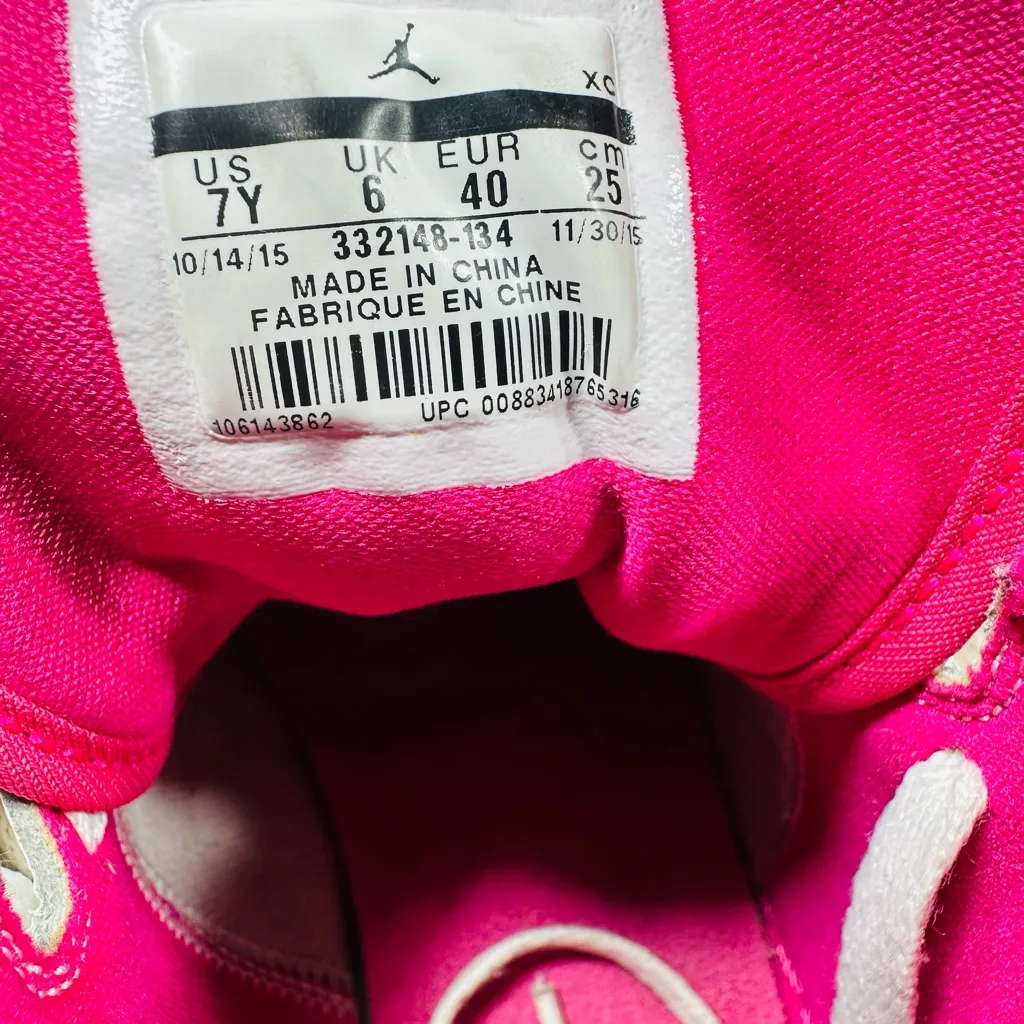 XC
US UK EUR cm
7Y 6 40 25
10/14/15 332148-134 11/30/15
MADE IN CHINA
FABRIQUE EN CHINE
106143862 UPC 00883418765316